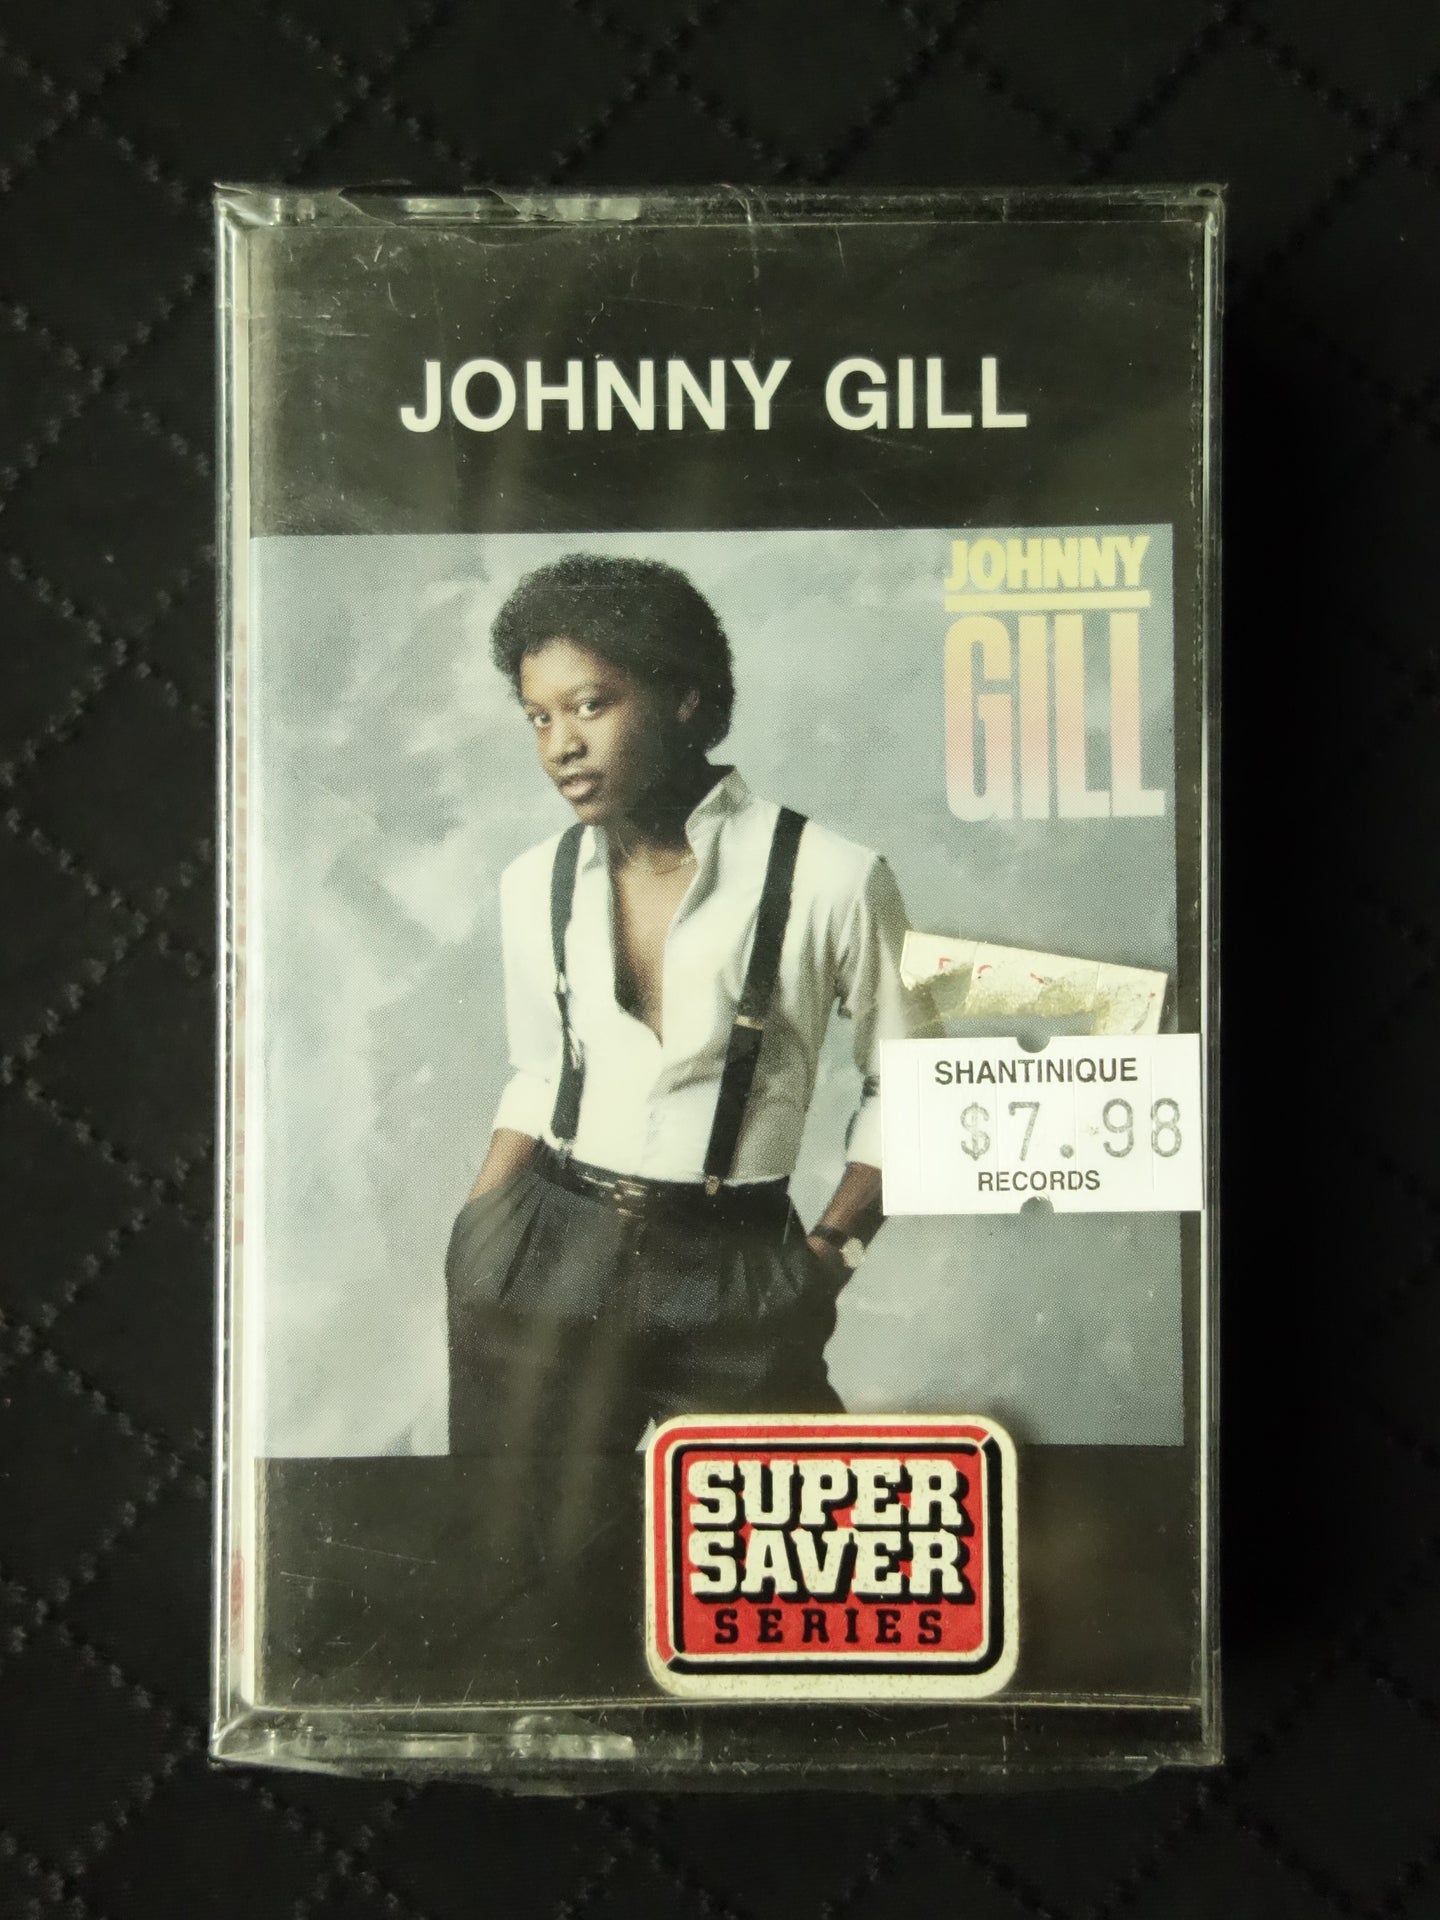 JOHNNY GILL
JOHNNY
GILL
SHANTINIQUE
$7.98
RECORDS
SUPER
SAVER
SERIES